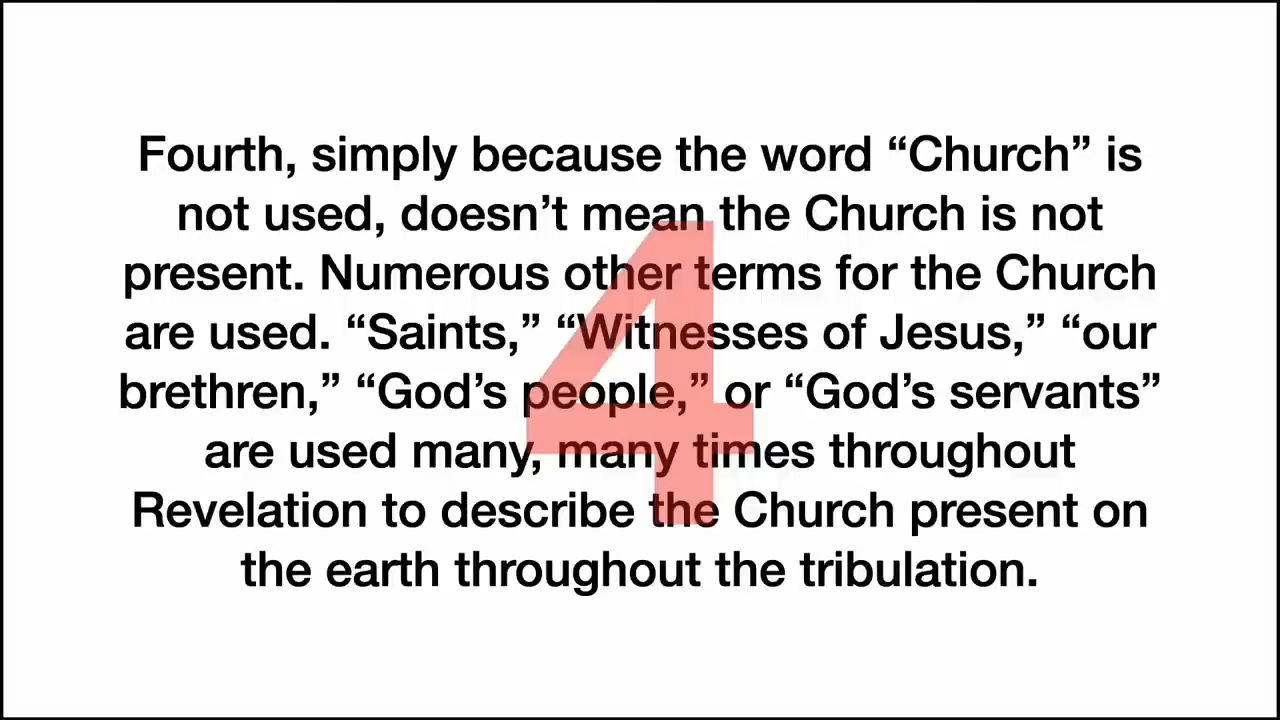 Fourth, simply because the word “Church” is
not used, doesn’t mean the Church is not
present. Numerous other terms for the Church
are used. “Saints,” “Witnesses of Jesus,” “our
brethren,” “God’s people,” or “God’s servants”
are used many, many times throughout
Revelation to describe the Church present on
the earth throughout the tribulation.
4